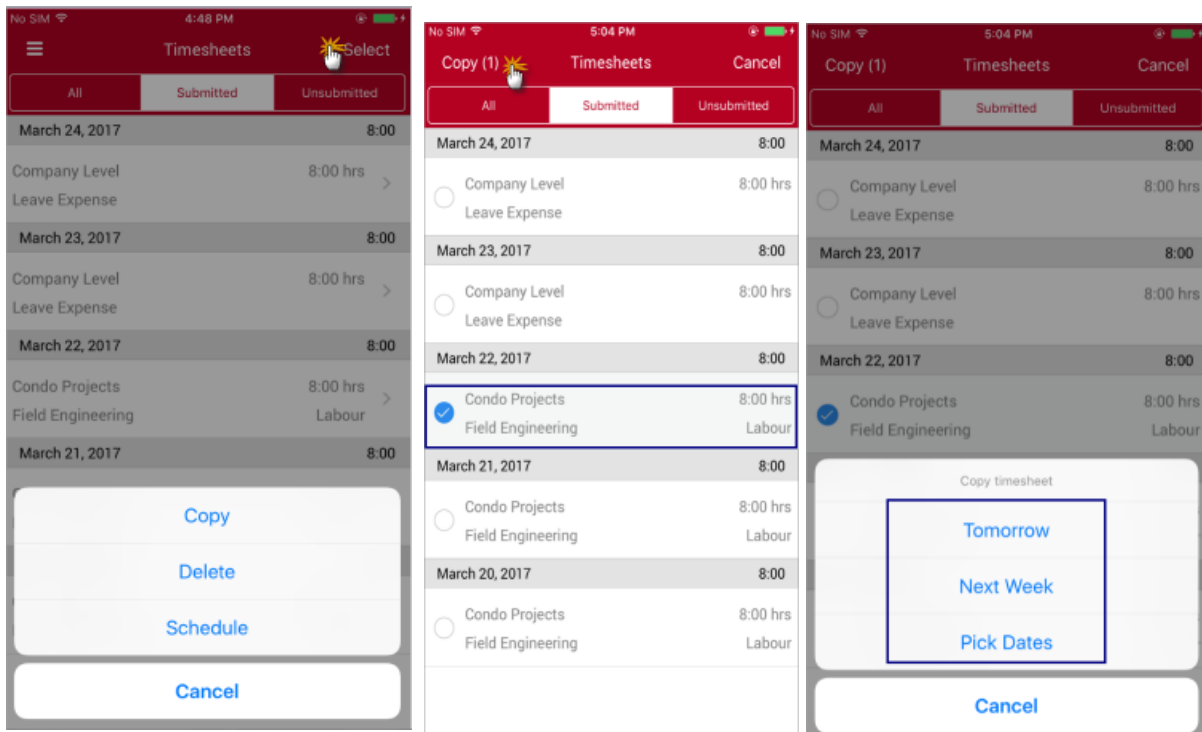 No SIM 4:48 PM
Timesheets Select
All Submitted Unsubmitted
March 24, 2017 8:00
Company Level 8:00 hrs
Leave Expense
March 23, 2017 8:00
Company Level 8:00 hrs
Leave Expense
March 22, 2017 8:00
Condo Projects 8:00 hrs
Field Engineering Labour
March 21, 2017 8:00
Copy
Delete
Schedule
Cancel
No SIM 5:04 PM
Copy (1) Timesheets Cancel
All Submitted Unsubmitted
March 24, 2017 8:00
Company Level 8:00 hrs
Leave Expense
March 23, 2017 8:00
Company Level 8:00 hrs
Leave Expense
March 22, 2017 8:00
Condo Projects 8:00 hrs
Field Engineering Labour
March 21, 2017 8:00
Condo Projects 8:00 hrs
Field Engineering Labour
March 20, 2017 8:00
Condo Projects 8:00 hrs
Field Engineering Labour
No SIM 5:04 PM
Copy (1) Timesheets Cancel
All Submitted Unsubmitted
March 24, 2017 8:00
Company Level 8:00 hrs
Leave Expense
March 23, 2017 8:00
Company Level 8:00 hrs
Leave Expense
March 22, 2017 8:00
Condo Projects 8:00 hrs
Field Engineering Labour
Copy timesheet
Tomorrow
Next Week
Pick Dates
Cancel